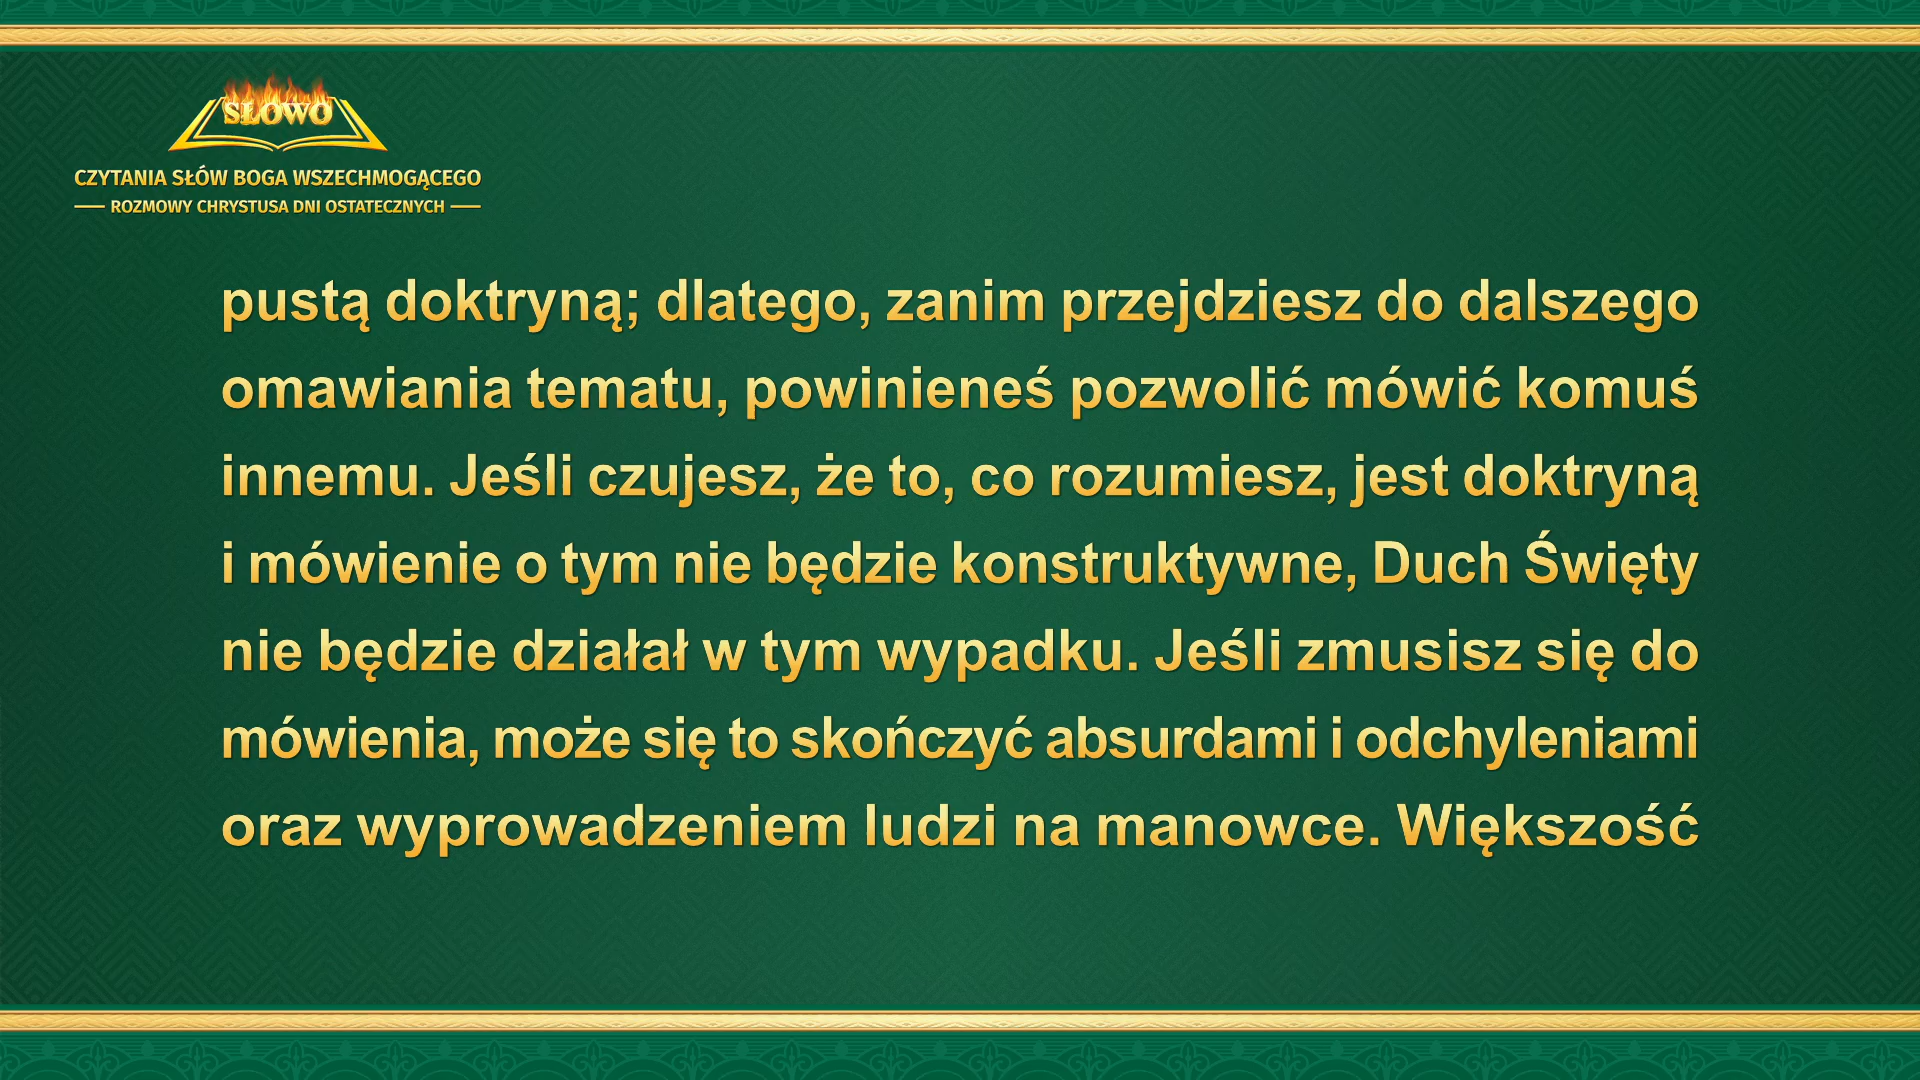 SŁOWO
CZYTANIA SŁÓW BOGA WSZECHMOGĄCEGO
ROZMOWY CHRYSTUSA DNI OSTATECZNYCH
pustą doktryną; dlatego, zanim przejdziesz do dalszego
omawiania tematu, powinieneś pozwolić mówić komuś
innemu. Jeśli czujesz, że to, co rozumiesz, jest doktryną
i mówienie o tym nie będzie konstruktywne, Duch Święty
nie będzie działał w tym wypadku. Jeśli zmusisz się do
mówienia, może się to skończyć absurdami i odchyleniami
oraz wyprowadzeniem ludzi na manowce. Większość